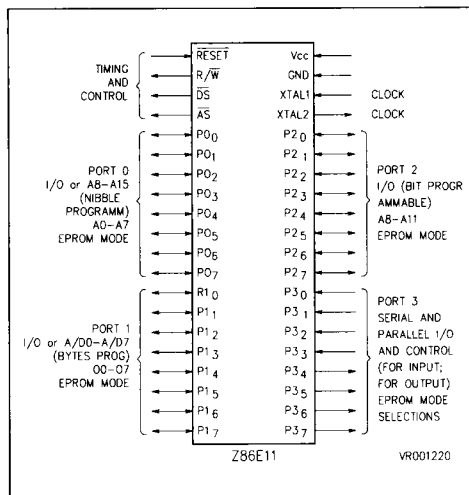 TIMING
AND
CONTROL
PORT 0
I/O or A8-A15
(NIBBLE
PROGRAMM)
A0-A7
EPROM MODE
PORT 1
I/O or A/D0-A/D7
(BYTES PROG)
00-07
EPROM MODE
RESET
R/W
DS
AS
P00
P01
P02
P03
P04
P05
P06
P07
R10
P11
P12
P13
P14
P15
P16
P17
Vcc
GND
XTAL1
XTAL2
P20
P21
P22
P23
P24
P25
P26
P27
P30
P31
P32
P33
P34
P35
P36
P37
CLOCK
CLOCK
PORT 2
I/O (BIT PROGR
AMMABLE)
A8-A11
EPROM MODE
PORT 3
SERIAL AND
PARALLEL I/O
AND CONTROL
(FOR INPUT;
FOR OUTPUT)
EPROM MODE
SELECTIONS
Z86E11
VR001220